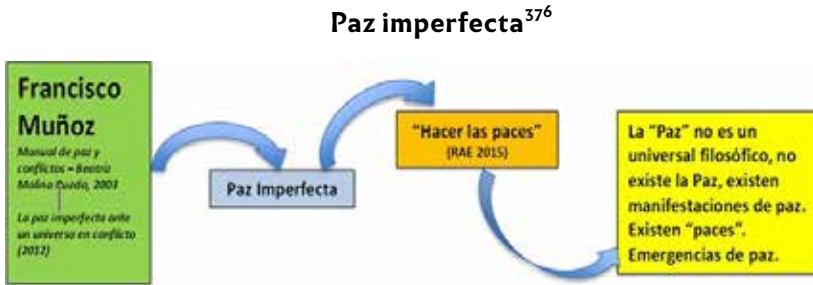 Paz imperfecta³⁷⁶
Francisco
Muñoz
Manual de paz y
conflictos = Beatriz
Molina Rueda, 2003
La paz imperfecta ante
un universo en conflicto
(2012)
Paz Imperfecta
"Hacer las paces"
(RAE 2015)
La "Paz" no es un
universal filosófico, no
existe la Paz, existen
manifestaciones de paz.
Existen "paces".
Emergencias de paz.